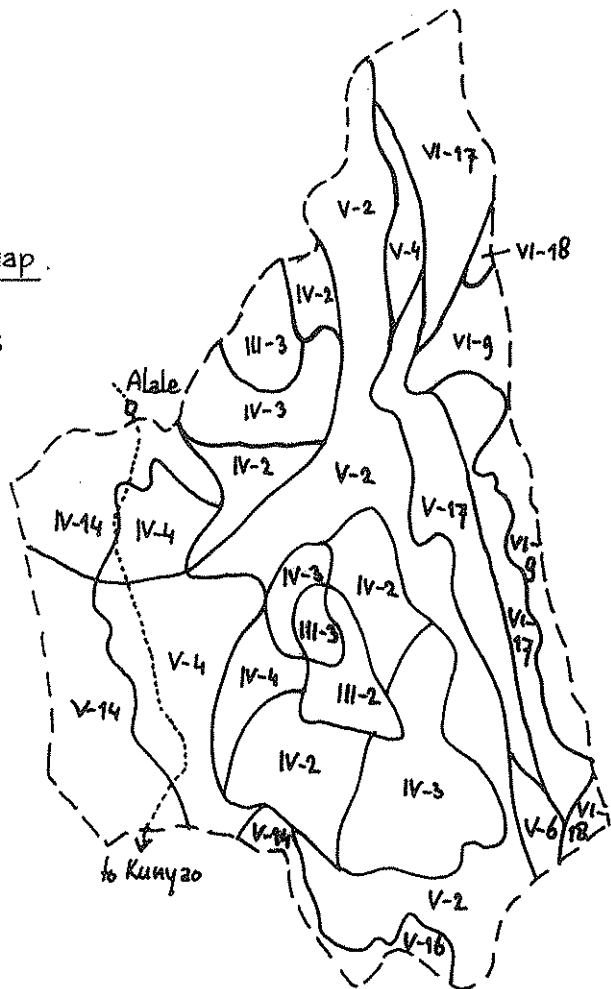 VI-17
V-2
V-4
VI-18
ap
IV-2
III-3
VI-9
Alale
IV-3
IV-2
V-2
IV-14
IV-4
V-17
VI-9
IV-3
IV-2
III-3
VI-17
V-4
IV-4
III-2
V-14
IV-2
IV-3
V-14
V-6
VI-18
to Kunyao
V-2
V-16